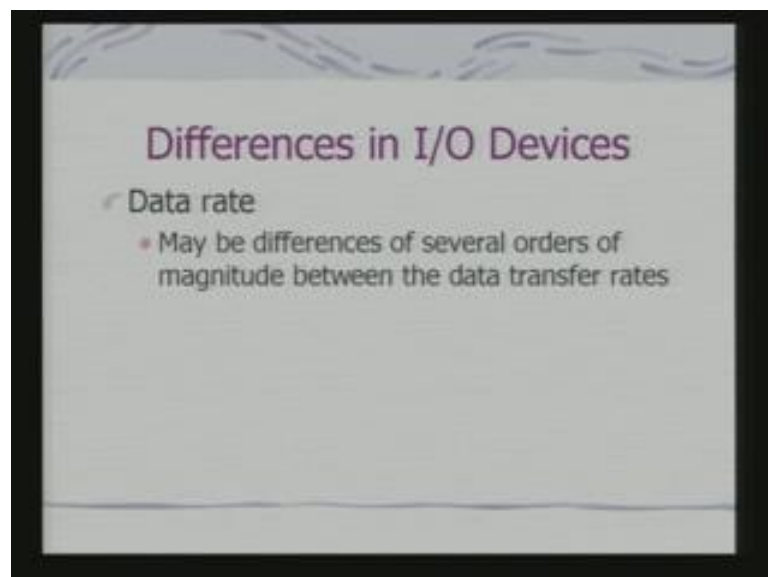 Differences in I/O Devices
Data rate
May be differences of several orders of
magnitude between the data transfer rates